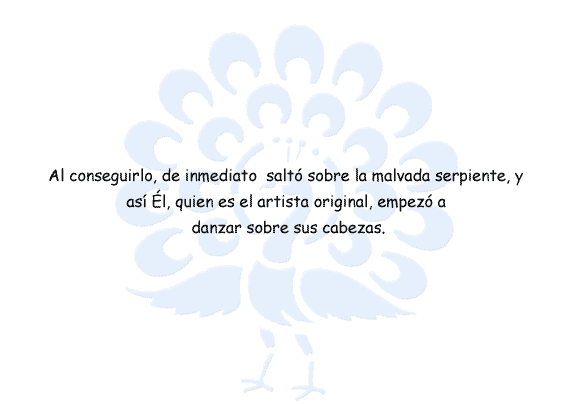 Al conseguirlo, de inmediato  saltó sobre la malvada serpiente, y
así Él, quien es el artista original, empezó a
danzar sobre sus cabezas.